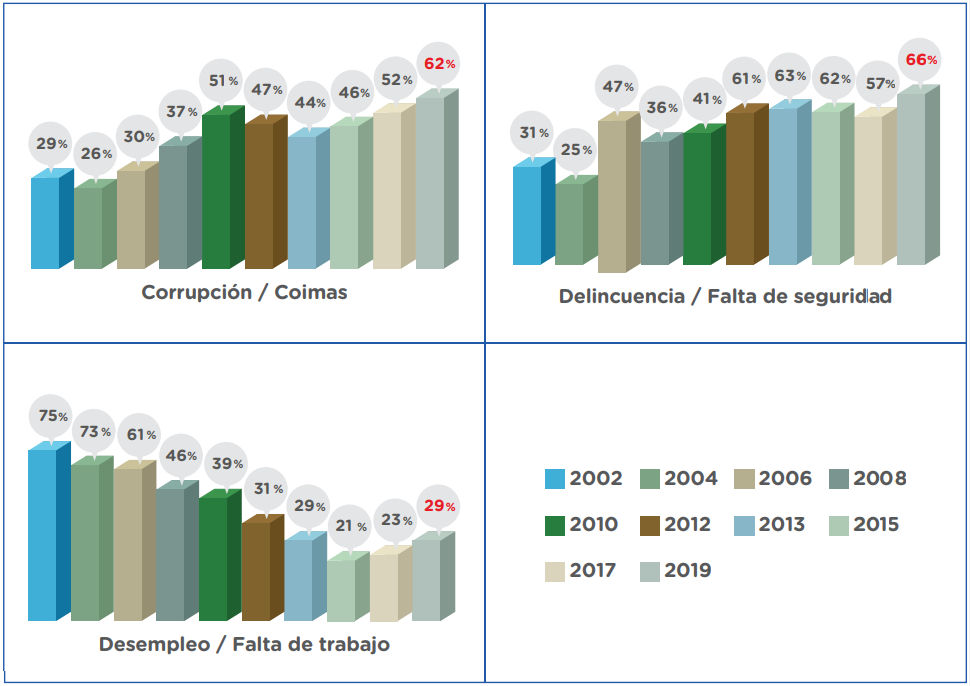 29% 26% 30% 37% 51% 47% 44% 46% 52% 62%
Corrupción / Coimas
31% 25% 47% 36% 41% 61% 63% 62% 57% 66%
Delincuencia / Falta de seguridad
75% 73% 61% 46% 39% 31% 29% 21% 23% 29%
Desempleo / Falta de trabajo
2002 2004 2006 2008
2010 2012 2013 2015
2017 2019